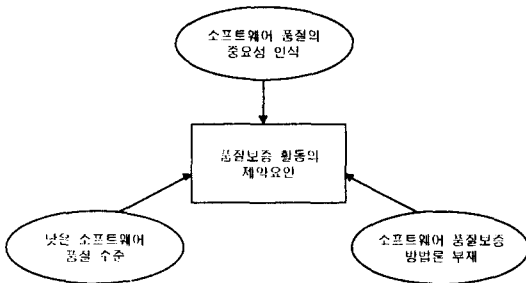 소프트웨어 품질의
중요성 인식
품질보증 활동의
제약요인
낮은 소프트웨어
품질 수준
소프트웨어 품질보증
방법론 부재